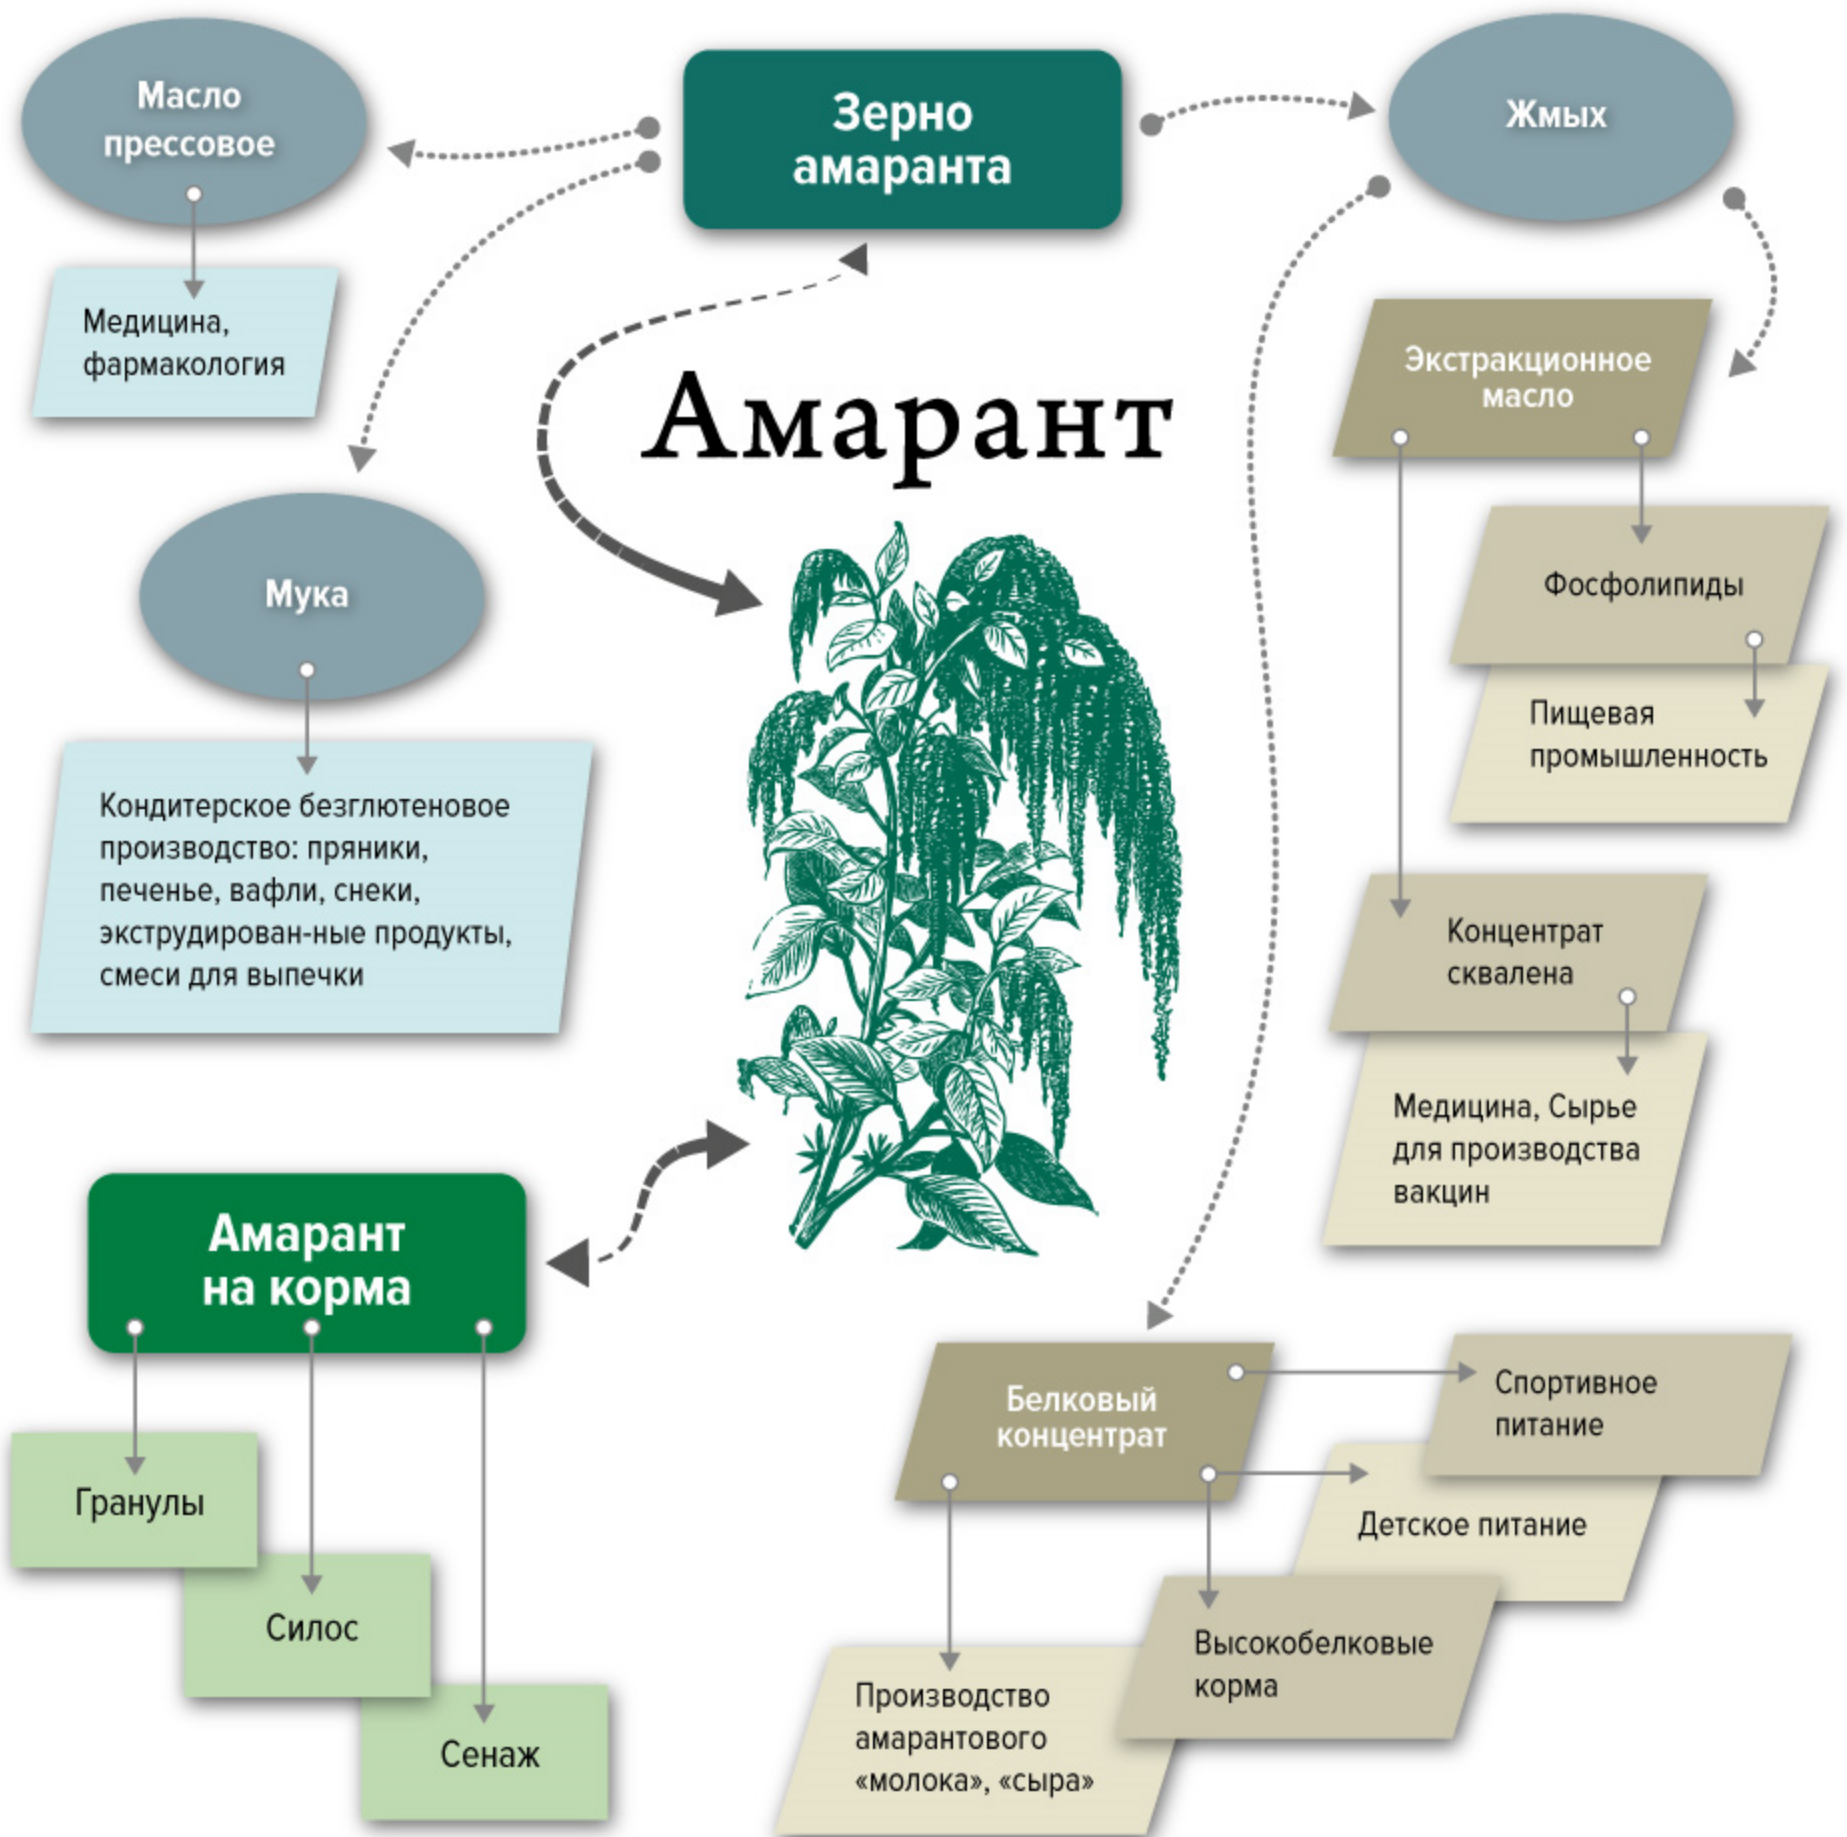 Масло
прессовое
Зерно
амаранта
Жмых
Медицина,
фармакология
Экстракционное
масло
Амарант
Фосфолипиды
Мука
Пищевая
промышленность
Кондитерское безглютеновое
производство: пряники,
печенье, вафли, снеки,
экструдирован-ные продукты,
смеси для выпечки
Концентрат
сквалена
Медицина, Сырье
для производства
вакцин
Амарант
на корма
Гранулы
Силос
Сенаж
Белковый
концентрат
Спортивное
питание
Детское питание
Высокобелковые
корма
Производство
амарантового
«молока», «сыра»